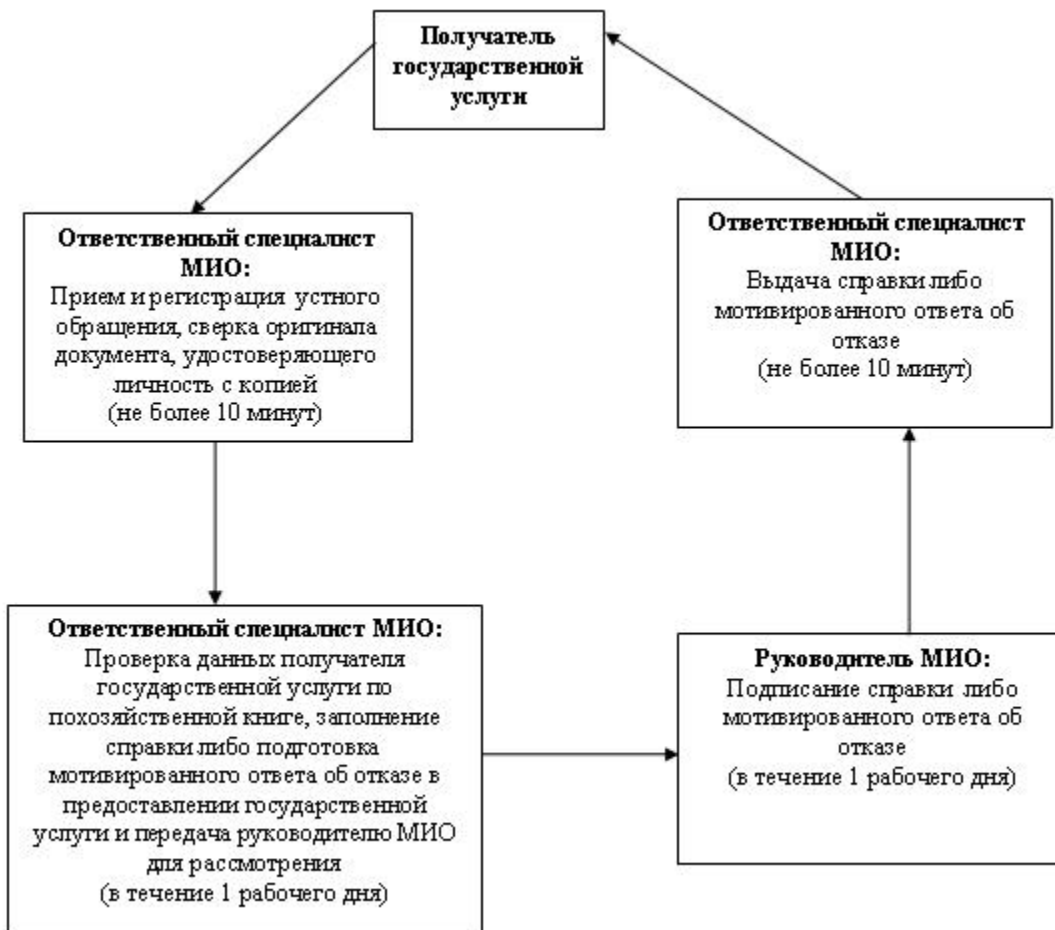 Получатель
государственной
услуги
Ответственный специалист
МИО:
Прием и регистрация устного
обращения, сверка оригинала
документа, удостоверяющего
личность с копией
(не более 10 минут)
Ответственный специалист МИО:
Проверка данных получателя
государственной услуги по
похозяйственной книге, заполнение
справки либо подготовка
мотивированного ответа об отказе в
предоставлении государственной
услуги и передача руководителю МИО
для рассмотрения
(в течение 1 рабочего дня)
Руководитель МИО:
Подписание справки либо
мотивированного ответа об
отказе
(в течение 1 рабочего дня)
Ответственный специалист
МИО:
Выдача справки либо
мотивированного ответа об
отказе
(не более 10 минут)